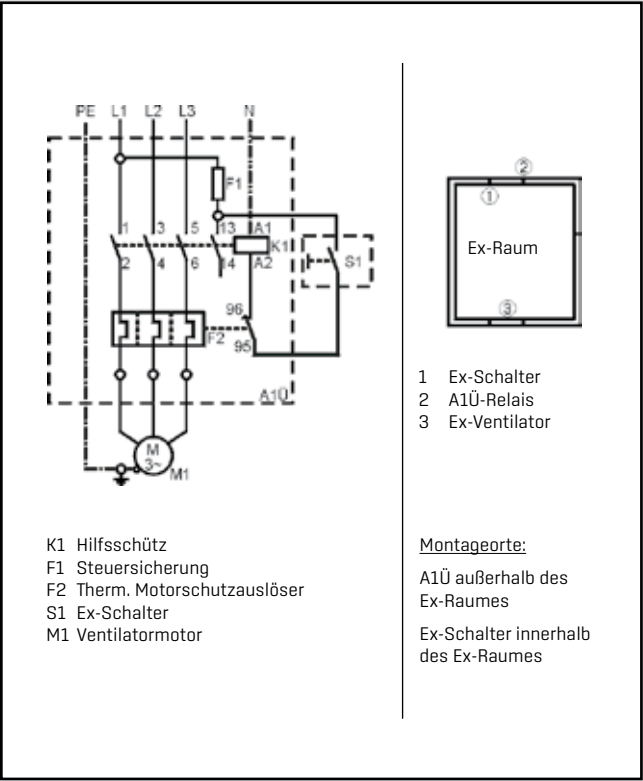 PE L1 L2 L3 N
F1
1 3 5 13 A1
K1
2 4 6 14 A2
S1
96
F2
95
A1Ü
M
3~
M1
K1 Hilfsschütz
F1 Steuersicherung
F2 Therm. Motorschutzauslöser
S1 Ex-Schalter
M1 Ventilatormotor
2
1
Ex-Raum
3
1 Ex-Schalter
2 A1Ü-Relais
3 Ex-Ventilator
Montageorte:
A1Ü außerhalb des
Ex-Raumes
Ex-Schalter innerhalb
des Ex-Raumes